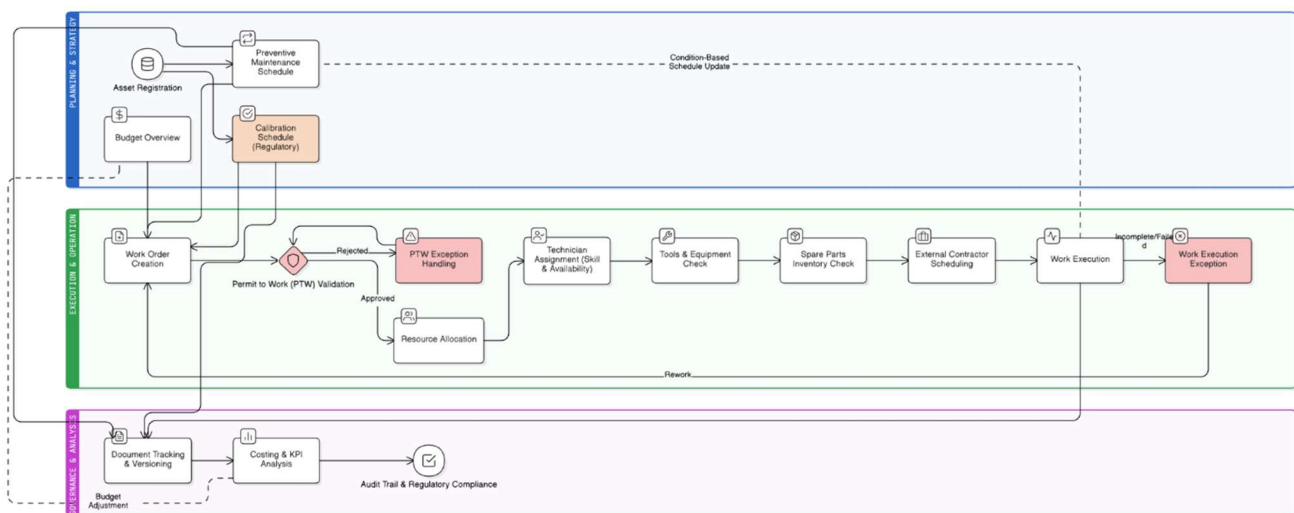 PLANNING & STRATEGY
Preventive
Maintenance
Schedule
Asset Registration
Condition-Based
Schedule Update
Budget Overview
Calibration
Schedule
(Regulatory)
EXECUTION & OPERATION
Work Order
Creation
Rejected
PTW Exception
Handling
Permit to Work (PTW) Validation
Approved
Resource Allocation
Technician
Assignment (Skill
& Availability)
Tools & Equipment
Check
Spare Parts
Inventory Check
External Contractor
Scheduling
Work Execution
Incomplete/Faile
d
Work Execution
Exception
Rework
GOVERNANCE & ANALYSIS
Document Tracking
& Versioning
Costing & KPI
Analysis
Audit Trail & Regulatory Compliance
Budget
Adjustment